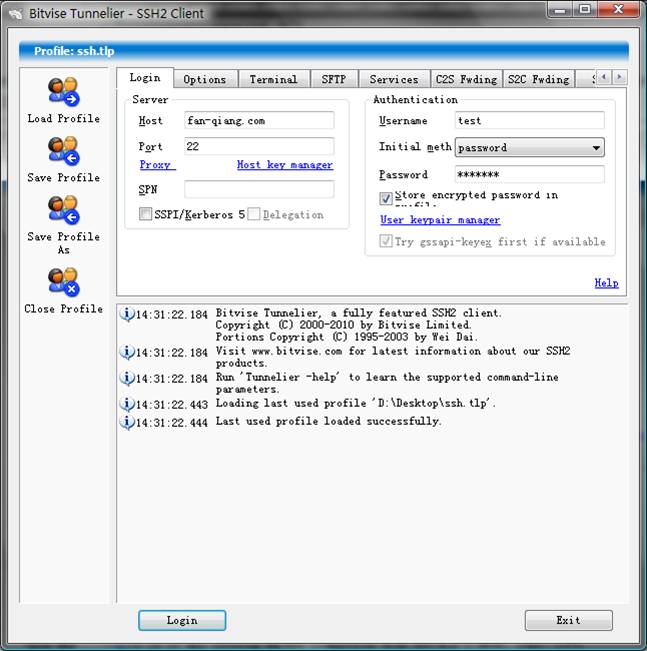 Bitvise Tunnelier - SSH2 Client
Profile: ssh.tlp
Load Profile
Save Profile
Save Profile
As
Close Profile
Login Options Terminal SFTP Services C2S Fwding S2C Fwding
Server
Host fan-qiang.com
Port 22
Proxy Host key manager
SPN
SSPI/Kerberos 5 Delegation
Authentication
Username test
Initial meth password
Password *******
Store encrypted password in
User keypair manager
Try gssapi-keyex first if available
Help
14:31:22.184 Bitvise Tunnelier, a fully featured SSH2 client.
Copyright (C) 2000-2010 by Bitvise Limited.
Portions Copyright (C) 1995-2003 by Wei Dai.
14:31:22.184 Visit www.bitvise.com for latest information about our SSH2
products.
14:31:22.184 Run 'Tunnelier -help' to learn the supported command-line
parameters.
14:31:22.443 Loading last used profile 'D:\Desktop\ssh.tlp'.
14:31:22.444 Last used profile loaded successfully.
Login Exit